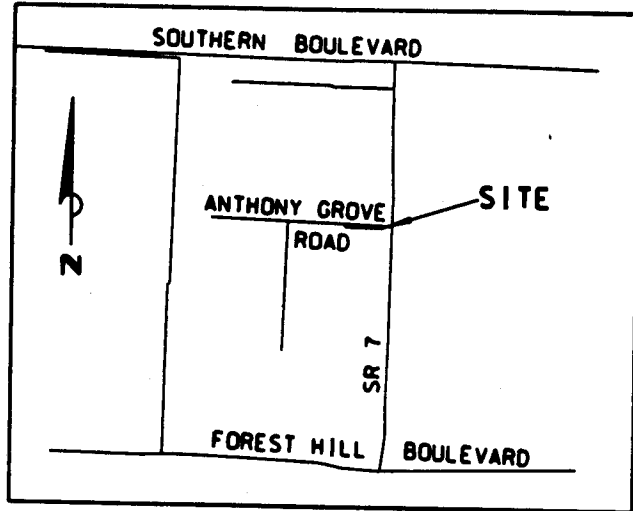 SOUTHERN BOULEVARD
ANTHONY GROVE
ROAD
SITE
N
SR 7
FOREST HILL BOULEVARD